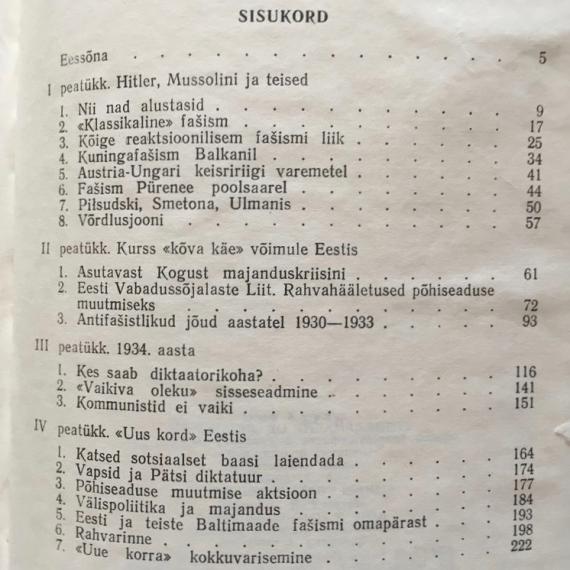 SISUKORD
Eessõna . . . . . . . . . . . . . 5
I peatükk. Hitler, Mussolini ja teised
1. Nii nad alustasid . . . . . . . . . . 9
2. «Klassikaline» fašism . . . . . . . . . 17
3. Kõige reaktsioonilisem fašismi liik . . . . . . 25
4. Kuningafašism Balkanil . . . . . . . . 34
5. Austria-Ungari keisririigi varemetel . . . . . 41
6. Fašism Pürenee poolsaarel . . . . . . . 44
7. Piłsudski, Smetona, Ulmanis . . . . . . . 50
8. Võrdlusjooni . . . . . . . . . . . 57
II peatükk. Kurss «kõva käe» võimule Eestis
1. Asutavast Kogust majanduskriisini . . . . . 61
2. Eesti Vabadussõjalaste Liit. Rahvahääletused põhiseaduse
muutmiseks . . . . . . . . . . . 72
3. Antifašistlikud jõud aastatel 1930—1933 . . . . 93
III peatükk. 1934. aasta
1. Kes saab diktaatorikoha? . . . . . . . . 116
2. «Vaikiva oleku» sisseseadmine . . . . . . 141
3. Kommunistid ei vaiki . . . . . . . . . 151
IV peatükk. «Uus kord» Eestis
1. Katsed sotsiaalset baasi laiendada . . . . . 164
2. Vapsid ja Pätsi diktatuur . . . . . . . . 174
3. Põhiseaduse muutmise aktsioon . . . . . . 177
4. Välispoliitika ja majandus . . . . . . . 184
5. Eesti ja teiste Baltimaade fašismi omapärast . . . 193
6. Rahvarinne . . . . . . . . . . . 198
7. «Uue korra» kokkuvarisemine . . . . . . 222